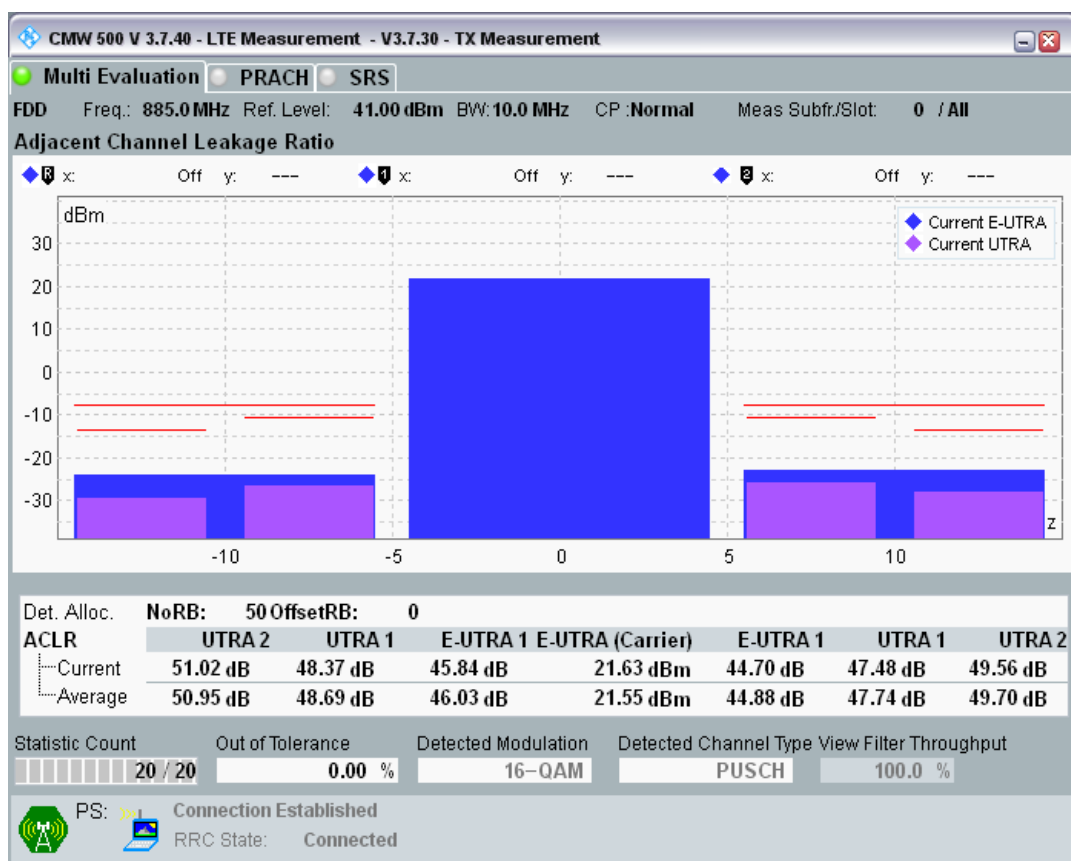 CMW 500 V 3.7.40 - LTE Measurement - V3.7.30 - TX Measurement
Multi Evaluation PRACH SRS
FDD Freq.: 885.0 MHz Ref. Level: 41.00 dBm BW: 10.0 MHz CP :Normal Meas Subfr./Slot: 0 / All
Adjacent Channel Leakage Ratio
R x: Off y: --- 1 x: Off y: --- 2 x: Off y: ---
dBm
Current E-UTRA
Current UTRA
30
20
10
0
-10
-20
-30
z
-10 -5 0 5 10
Det. Alloc. NoRB: 50 OffsetRB: 0
ACLR UTRA 2 UTRA 1 E-UTRA 1 E-UTRA (Carrier) E-UTRA 1 UTRA 1 UTRA 2
Current 51.02 dB 48.37 dB 45.84 dB 21.63 dBm 44.70 dB 47.48 dB 49.56 dB
Average 50.95 dB 48.69 dB 46.03 dB 21.55 dBm 44.88 dB 47.74 dB 49.70 dB
Statistic Count Out of Tolerance Detected Modulation Detected Channel Type View Filter Throughput
20 / 20 0.00 % 16-QAM PUSCH 100.0 %
PS: Connection Established
RRC State: Connected